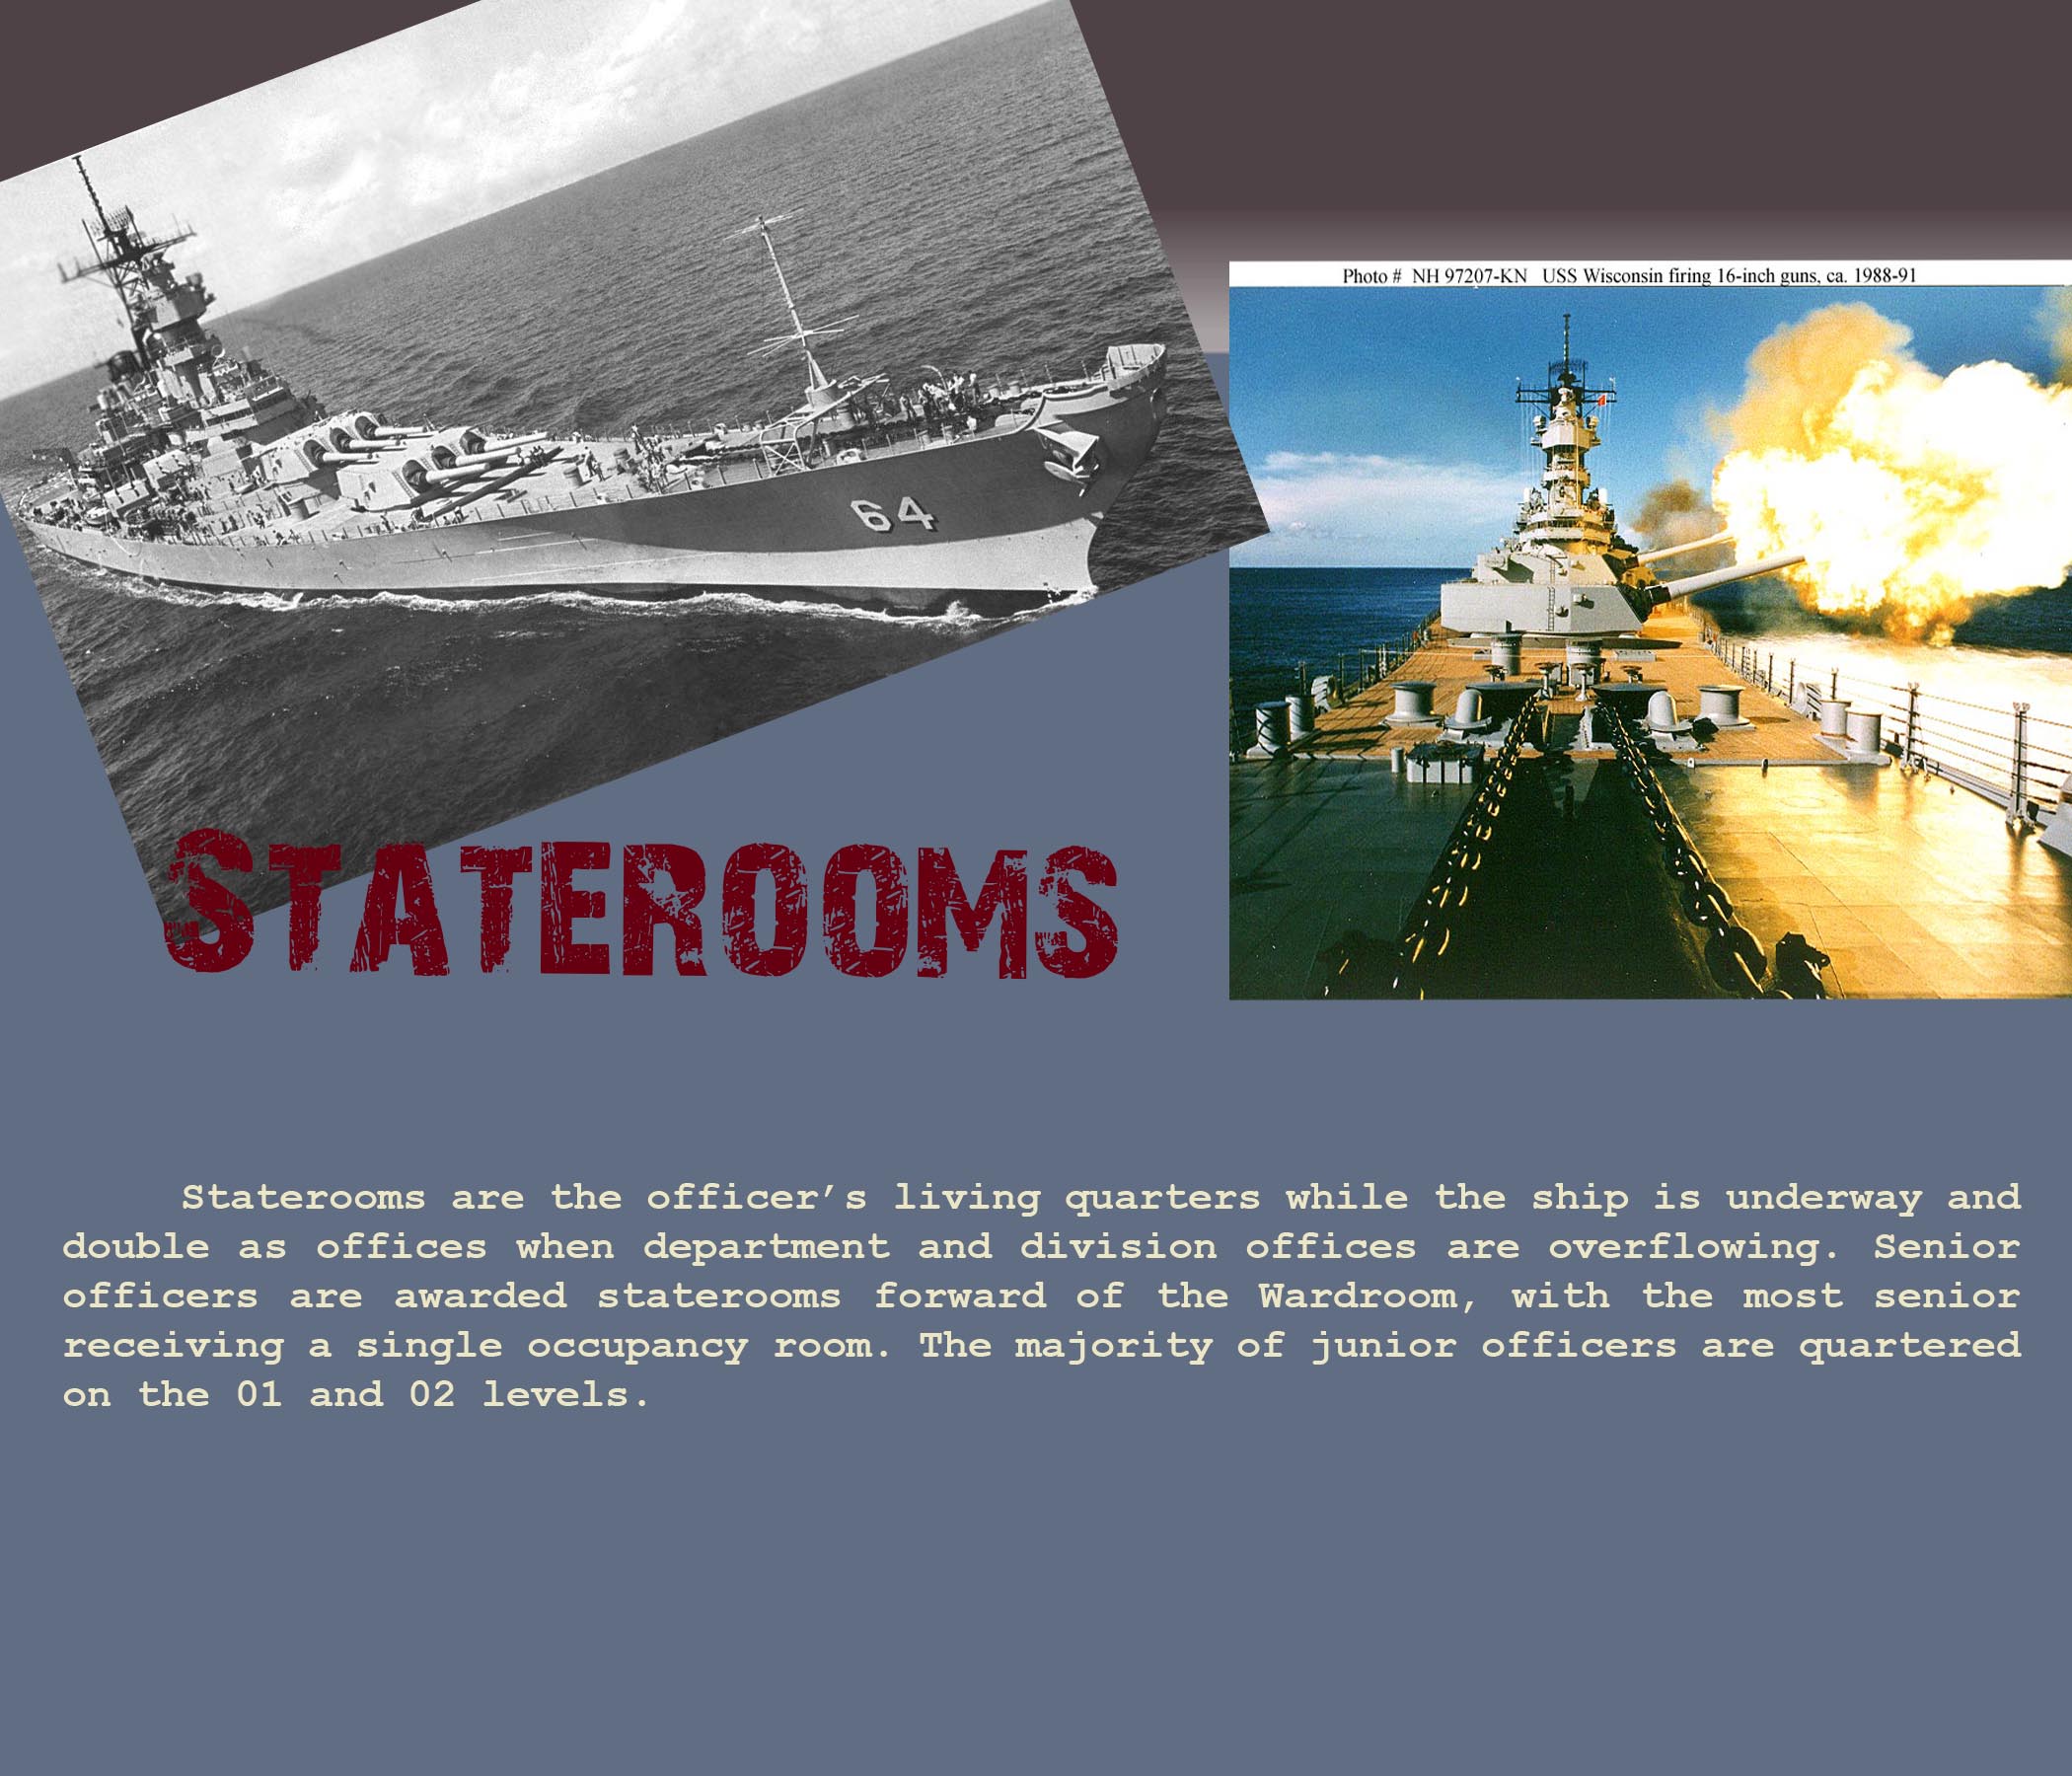 Photo # NH 97207-KN USS Wisconsin firing 16-inch guns, ca. 1988-91
64
STATEROOMS
Staterooms are the officer’s living quarters while the ship is underway and
double as offices when department and division offices are overflowing. Senior
officers are awarded staterooms forward of the Wardroom, with the most senior
receiving a single occupancy room. The majority of junior officers are quartered
on the 01 and 02 levels.